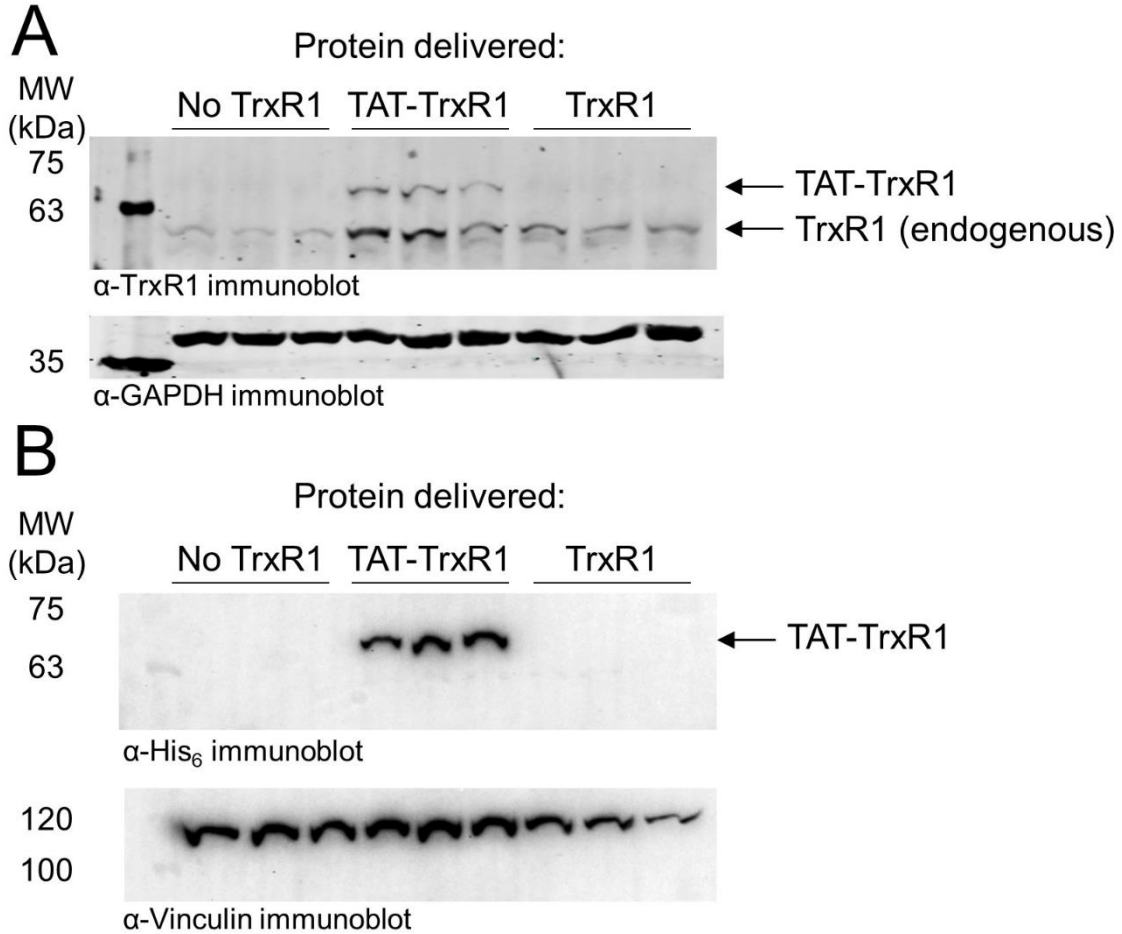 A
Protein delivered:
MW
(kDa)
No TrxR1 TAT-TrxR1 TrxR1
75
63
TAT-TrxR1
TrxR1 (endogenous)
α-TrxR1 immunoblot
35
α-GAPDH immunoblot
B
Protein delivered:
MW
(kDa)
No TrxR1 TAT-TrxR1 TrxR1
75
63
TAT-TrxR1
α-His₆ immunoblot
120
100
α-Vinculin immunoblot